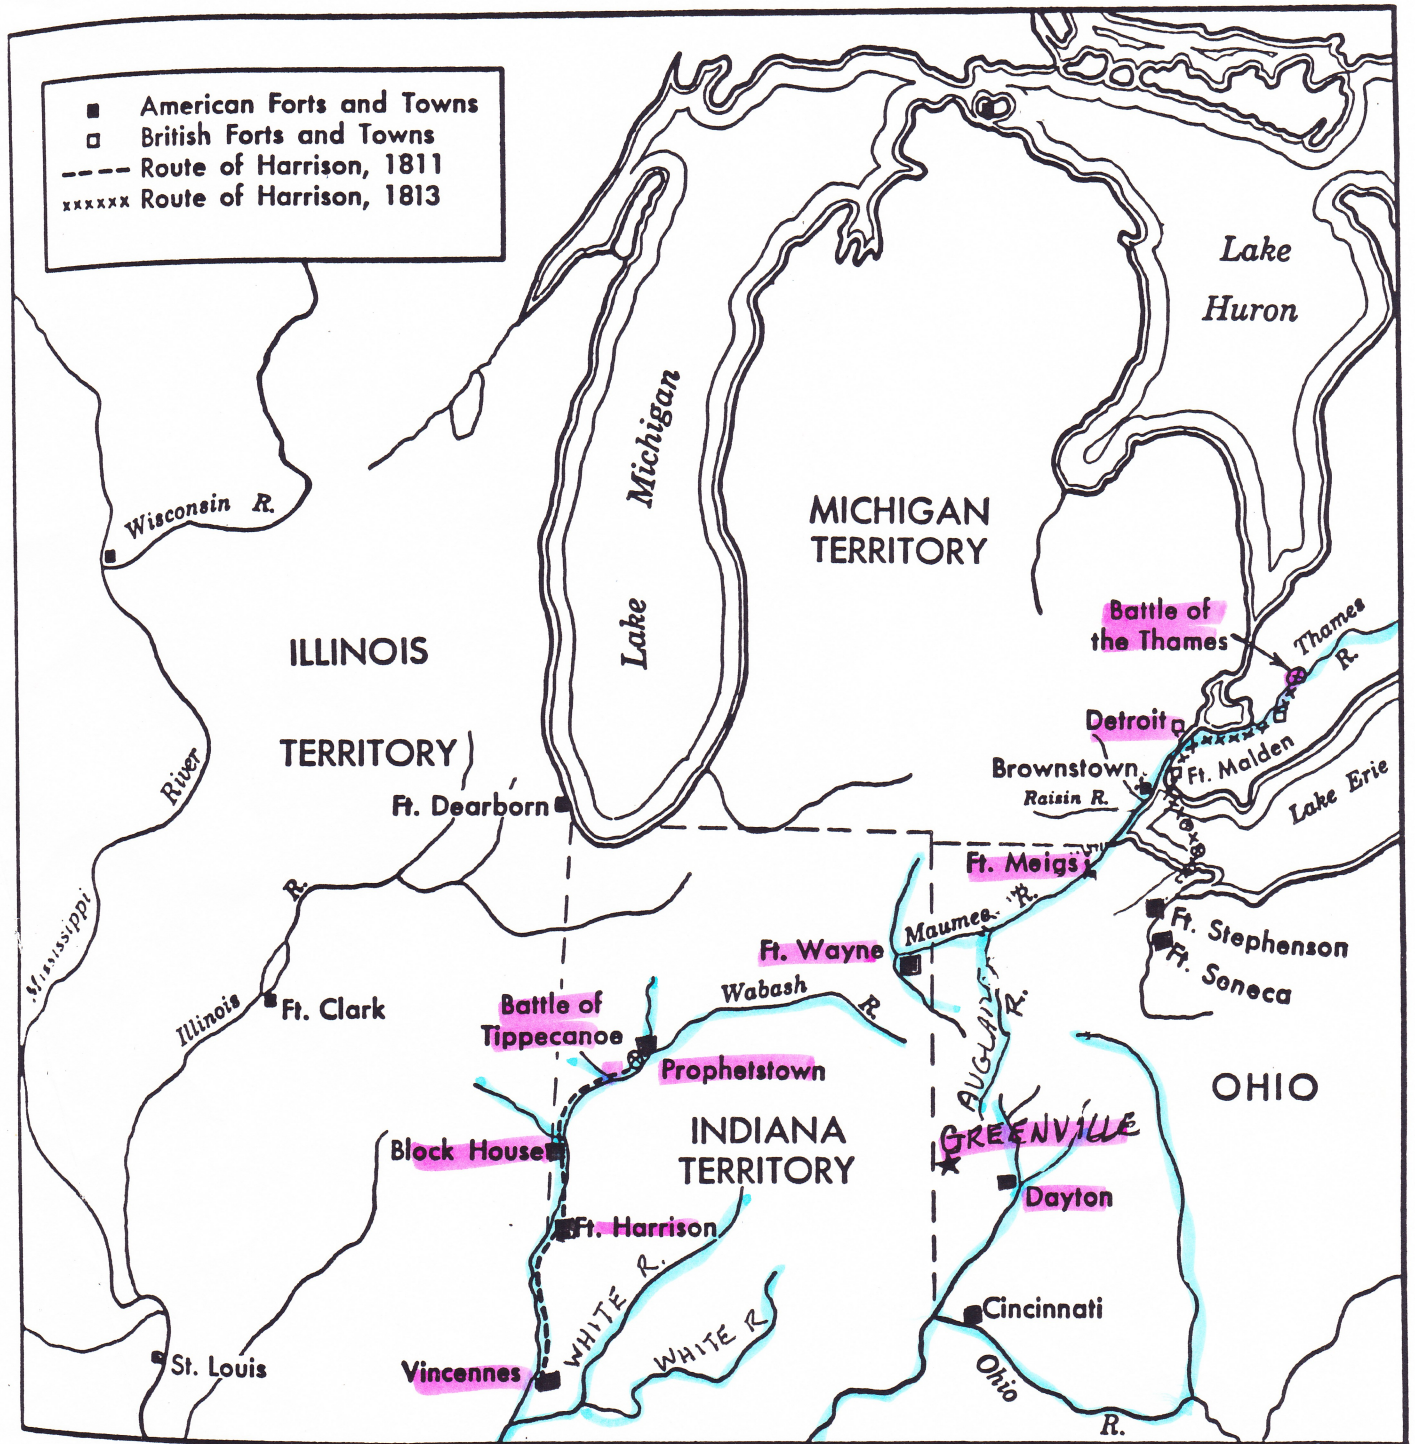 American Forts and Towns
British Forts and Towns
Route of Harrison, 1811
xxxxxx Route of Harrison, 1813
Lake
Huron
Lake Michigan
Wisconsin R.
MICHIGAN
TERRITORY
Battle of
the Thames
Thames
R.
ILLINOIS
TERRITORY
Detroit
Ft. Malden
Brownstown
Raisin R.
Lake Erie
River
Mississippi
Ft. Dearborn
Ft. Meigs
Maumee R.
Ft. Wayne
Ft. Stephenson
Ft. Seneca
R.
Illinois
Ft. Clark
Battle of
Tippecanoe
Wabash R.
Prophetstown
AUGLAIZE R.
OHIO
GREENVILLE
Block House
INDIANA
TERRITORY
Dayton
Ft. Harrison
WHITE R.
WHITE R
Cincinnati
Ohio
R.
Vincennes
St. Louis